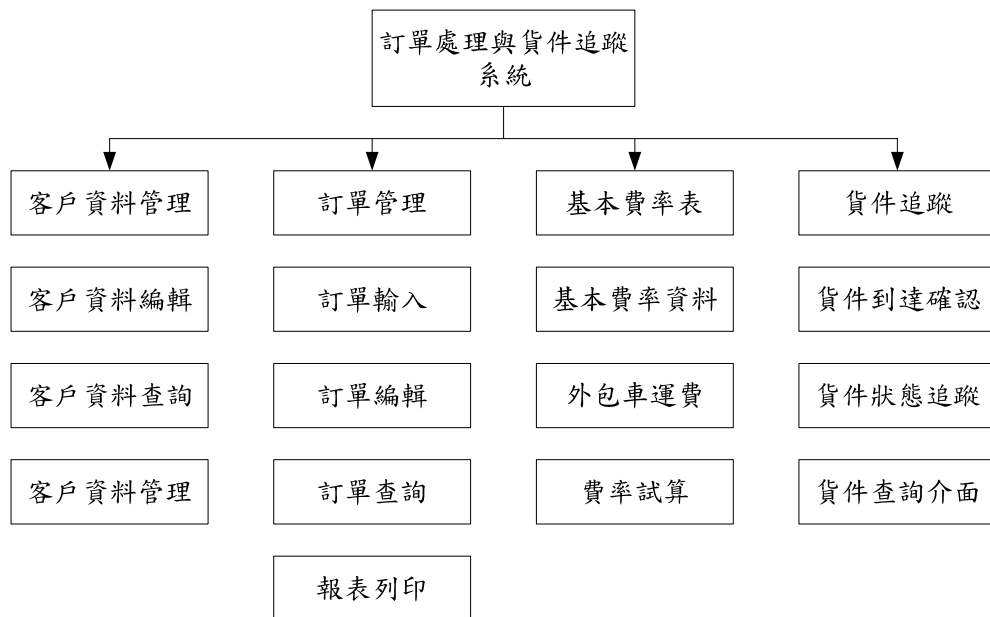 訂單處理與貨件追蹤
系統
客戶資料管理
訂單管理
基本費率表
貨件追蹤
客戶資料編輯
訂單輸入
基本費率資料
貨件到達確認
客戶資料查詢
訂單編輯
外包車運費
貨件狀態追蹤
客戶資料管理
訂單查詢
費率試算
貨件查詢介面
報表列印